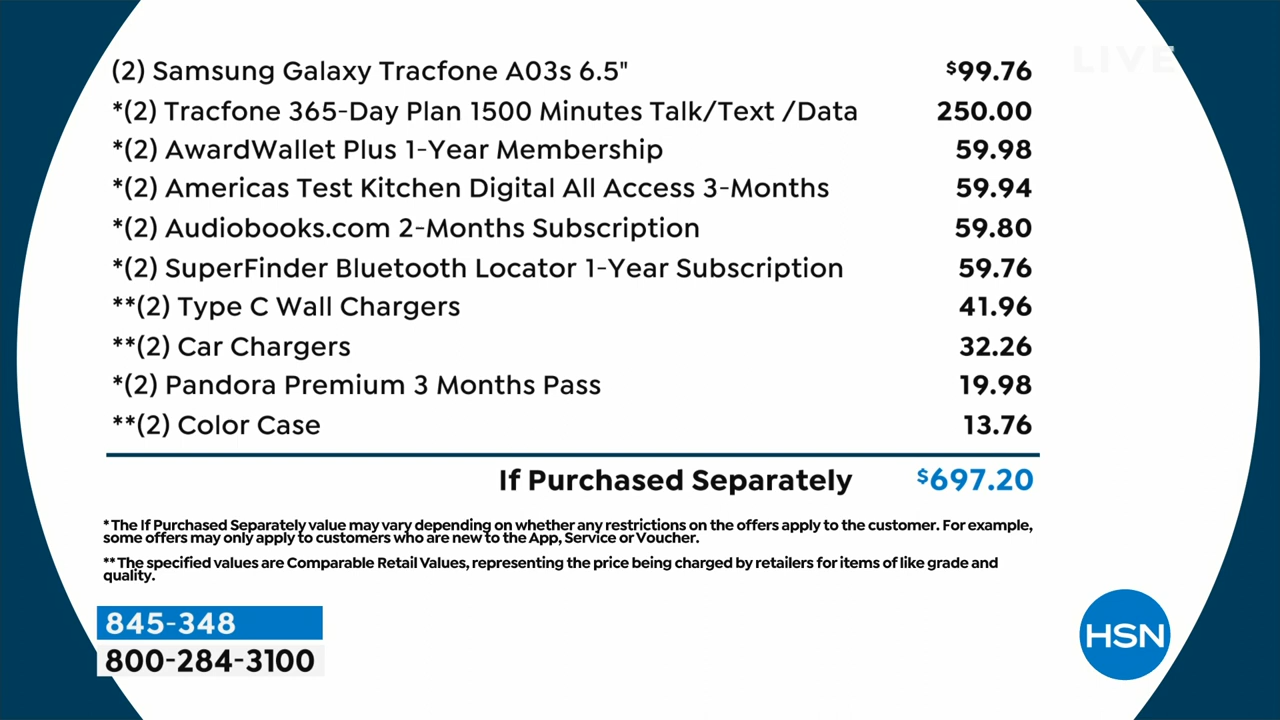 LIVE
(2) Samsung Galaxy Tracfone A03s 6.5" $99.76
*(2) Tracfone 365-Day Plan 1500 Minutes Talk/Text /Data 250.00
*(2) AwardWallet Plus 1-Year Membership 59.98
*(2) Americas Test Kitchen Digital All Access 3-Months 59.94
*(2) Audiobooks.com 2-Months Subscription 59.80
*(2) SuperFinder Bluetooth Locator 1-Year Subscription 59.76
**(2) Type C Wall Chargers 41.96
**(2) Car Chargers 32.26
*(2) Pandora Premium 3 Months Pass 19.98
**(2) Color Case 13.76
If Purchased Separately $697.20
* The If Purchased Separately value may vary depending on whether any restrictions on the offers apply to the customer. For example,
some offers may only apply to customers who are new to the App, Service or Voucher.
** The specified values are Comparable Retail Values, representing the price being charged by retailers for items of like grade and
quality.
845-348
800-284-3100
HSN